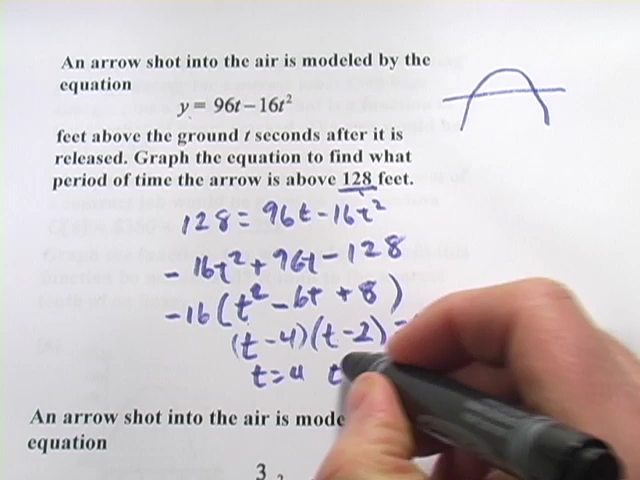 An arrow shot into the air is modeled by the
equation
y = 96t – 16t²
feet above the ground t seconds after it is
released. Graph the equation to find what
period of time the arrow is above 128 feet.
128 = 96t - 16t²
- 16t² + 96t - 128
-16(t² - 6t + 8)
(t - 4)(t - 2) =
t = 4 t
An arrow shot into the air is mode
equation
3
2